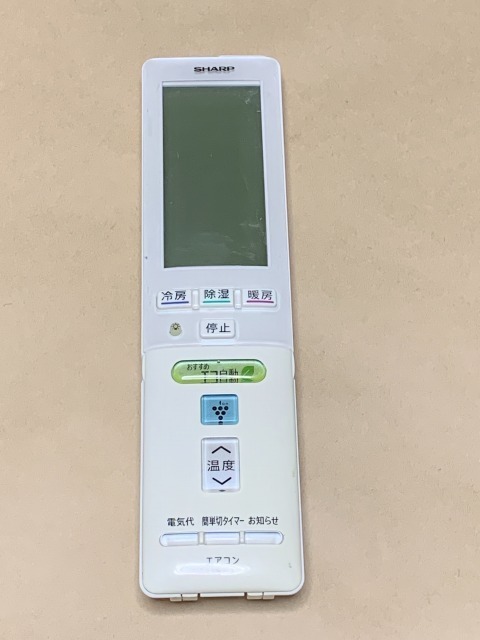 SHARP
冷房 除湿 暖房
停止
おすすめ
エコ自動
温度
電気代 簡単切タイマー お知らせ
エアコン